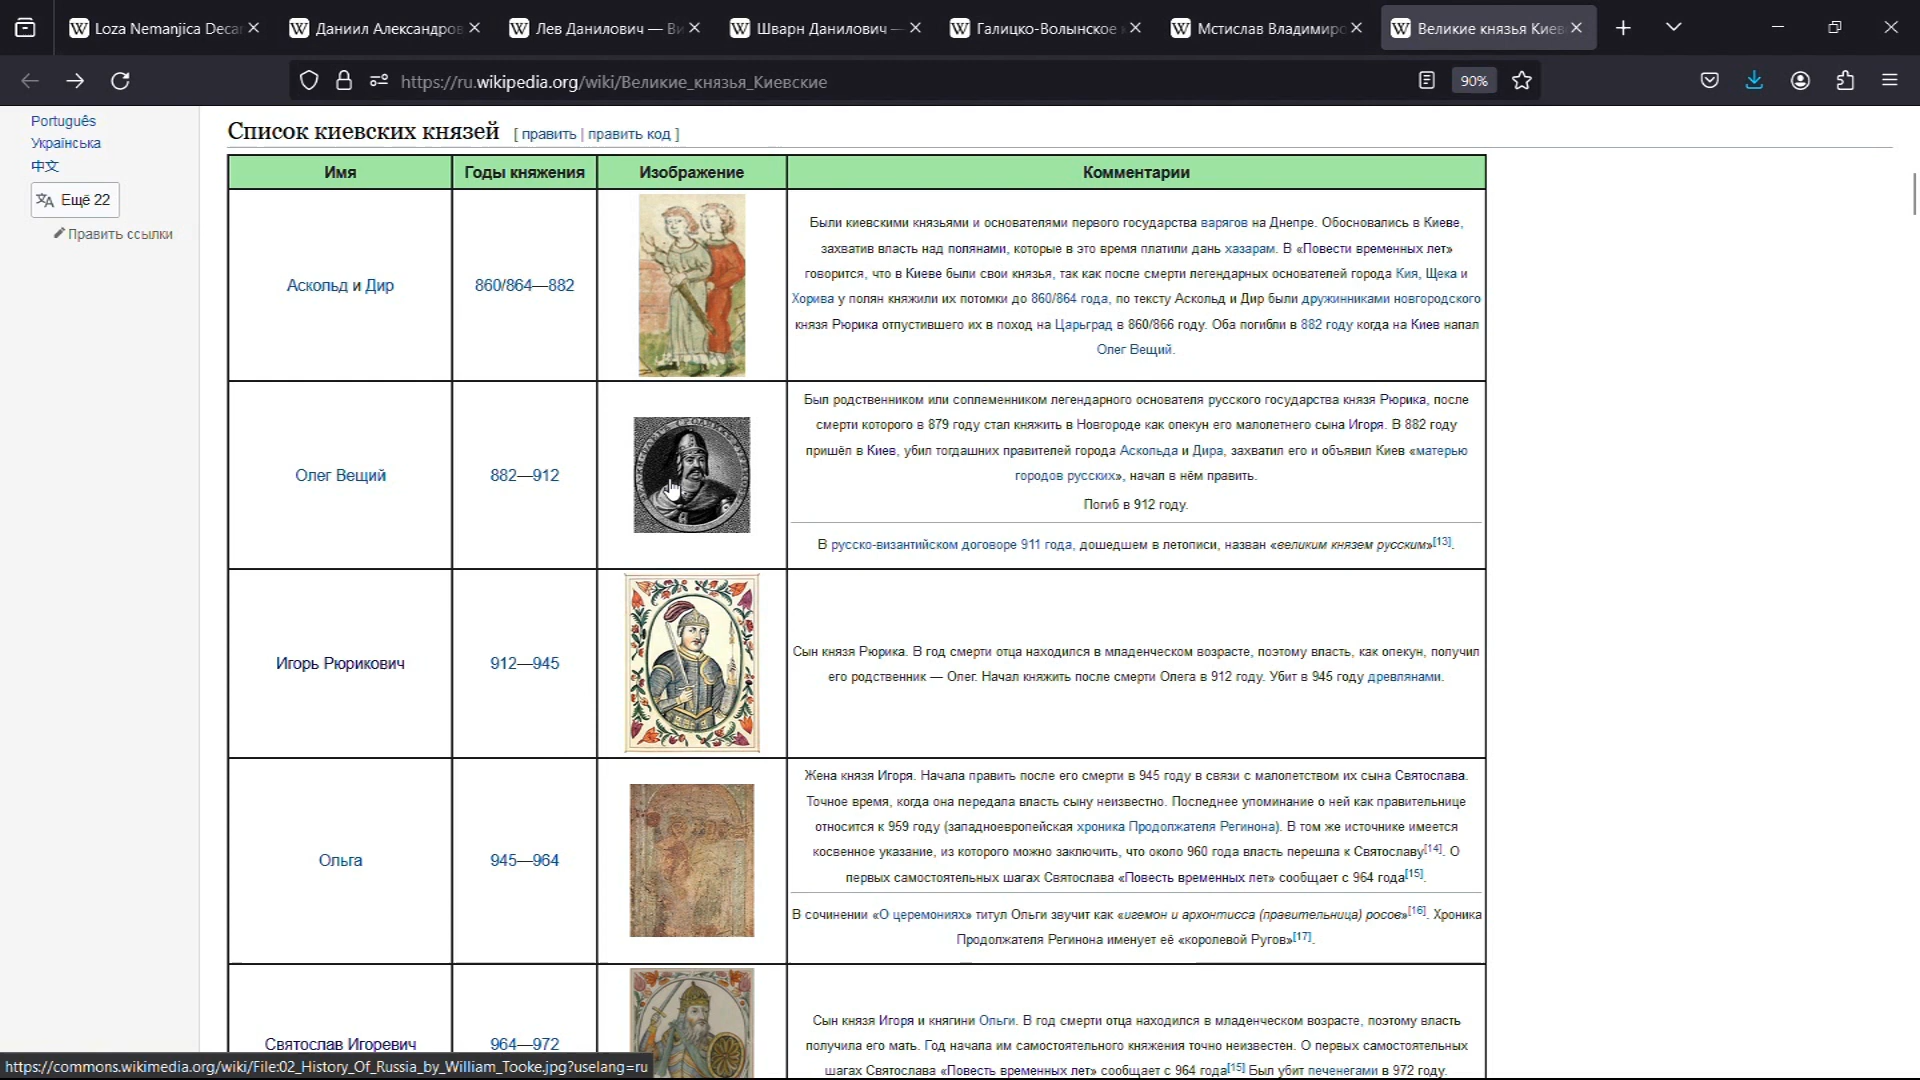 Loza Nemanjica Deca
Даниил Александров
Лев Данилович — Ви
Шварн Данилович —
Галицко-Волынское к
Мстислав Владимиро
Великие князья Киев
https://ru.wikipedia.org/wiki/Великие_князья_Киевские
90%
Português
Українська
中文
Ещё 22
Править ссылки
Список киевских князей [ править | править код ]
Имя Годы княжения Изображение Комментарии
Аскольд и Дир
860/864—882
Были киевскими князьями и основателями первого государства варягов на Днепре. Обосновались в Киеве,
захватив власть над полянами, которые в это время платили дань хазарам. В «Повести временных лет»
говорится, что в Киеве были свои князья, так как после смерти легендарных основателей города Кия, Щека и
Хорива у полян княжили их потомки до 860/864 года, по тексту Аскольд и Дир были дружинниками новгородского
князя Рюрика отпустившего их в поход на Царьград в 860/866 году. Оба погибли в 882 году когда на Киев напал
Олег Вещий.
Олег Вещий
882—912
Был родственником или соплеменником легендарного основателя русского государства князя Рюрика, после
смерти которого в 879 году стал княжить в Новгороде как опекун его малолетнего сына Игоря. В 882 году
пришёл в Киев, убил тогдашних правителей города Аскольда и Дира, захватил его и объявил Киев «матерью
городов русских», начал в нём править.
Погиб в 912 году.
В русско-византийском договоре 911 года, дошедшем в летописи, назван «великим князем русским»[13].
Игорь Рюрикович
912—945
Сын князя Рюрика. В год смерти отца находился в младенческом возрасте, поэтому власть, как опекун, получил
его родственник — Олег. Начал княжить после смерти Олега в 912 году. Убит в 945 году древлянами.
Ольга
945—964
Жена князя Игоря. Начала править после его смерти в 945 году в связи с малолетством их сына Святослава.
Точное время, когда она передала власть сыну неизвестно. Последнее упоминание о ней как правительнице
относится к 959 году (западноевропейская хроника Продолжателя Регинона). В том же источнике имеется
косвенное указание, из которого можно заключить, что около 960 года власть перешла к Святославу[14]. О
первых самостоятельных шагах Святослава «Повесть временных лет» сообщает с 964 года[15].
В сочинении «О церемониях» титул Ольги звучит как «игемон и архонтисса (правительница) росов»[16]. Хроника
Продолжателя Регинона именует её «королевой Ругов»[17].
Святослав Игоревич
964—972
Сын князя Игоря и княгини Ольги. В год смерти отца находился в младенческом возрасте, поэтому власть
получила его мать. Год начала им самостоятельного княжения точно неизвестен. О первых самостоятельных
шагах Святослава «Повесть временных лет» сообщает с 964 года[15] Был убит печенегами в 972 году.
https://commons.wikimedia.org/wiki/File:02_History_Of_Russia_by_William_Tooke.jpg?uselang=ru